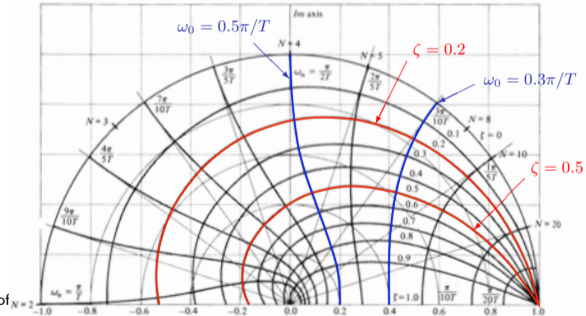 Im axis
ω₀ = 0.5π/T
N = 4
ζ = 0.2
N = 5
ωₙ = π/2T
3π/5T
2π/5T
ω₀ = 0.3π/T
7π/10T
3π/10T
N = 8
N = 3
0.1
ζ = 0
0.2
0.3
N = 10
4π/5T
0.4
π/5T
ζ = 0.5
0.5
0.6
9π/10T
0.7
N = 20
0.8
0.9
of N = 2
ωₙ = π/T
ζ = 1.0
π/10T
π/20T
−1.0 −0.8 −0.6 −0.4 −0.2 0.0 0.2 0.4 0.6 0.8 1.0